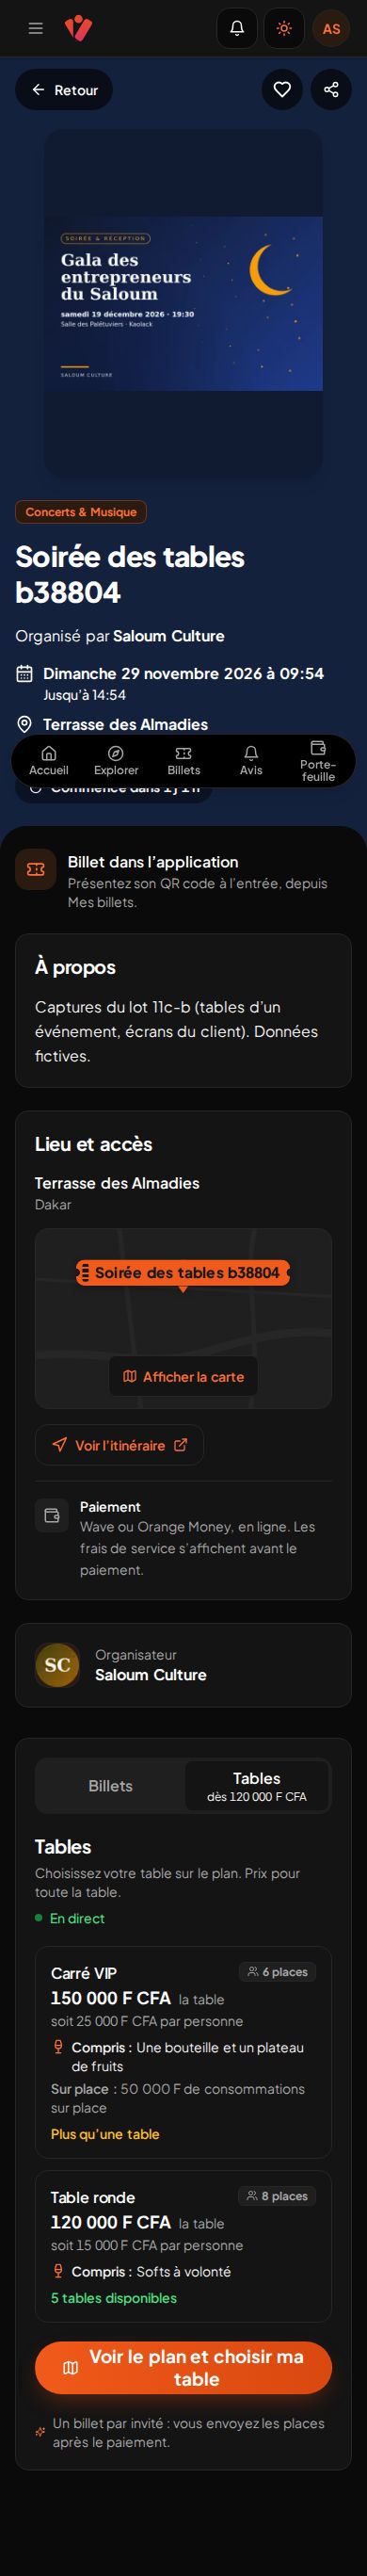 AS
Retour
SOIRÉE & RÉCEPTION
Gala des
entrepreneurs
du Saloum
samedi 19 décembre 2026 · 19:30
Salle des Palétuviers · Kaolack
SALOUM CULTURE
Concerts & Musique
Soirée des tables
b38804
Organisé par Saloum Culture
Dimanche 29 novembre 2026 à 09:54
Jusqu’à 14:54
Terrasse des Almadies
Accueil
Explorer
Billets
Avis
Porte-
feuille
Commence dans 1 j 1 h
Billet dans l’application
Présentez son QR code à l’entrée, depuis
Mes billets.
À propos
Captures du lot 11c-b (tables d’un
événement, écrans du client). Données
fictives.
Lieu et accès
Terrasse des Almadies
Dakar
Soirée des tables b38804
Afficher la carte
Voir l’itinéraire
Paiement
Wave ou Orange Money, en ligne. Les
frais de service s’affichent avant le
paiement.
SC
Organisateur
Saloum Culture
Billets
Tables
dès 120 000 F CFA
Tables
Choisissez votre table sur le plan. Prix pour
toute la table.
En direct
Carré VIP
6 places
150 000 F CFA la table
soit 25 000 F CFA par personne
Compris : Une bouteille et un plateau
de fruits
Sur place : 50 000 F de consommations
sur place
Plus qu’une table
Table ronde
8 places
120 000 F CFA la table
soit 15 000 F CFA par personne
Compris : Softs à volonté
5 tables disponibles
Voir le plan et choisir ma
table
Un billet par invité : vous envoyez les places
après le paiement.